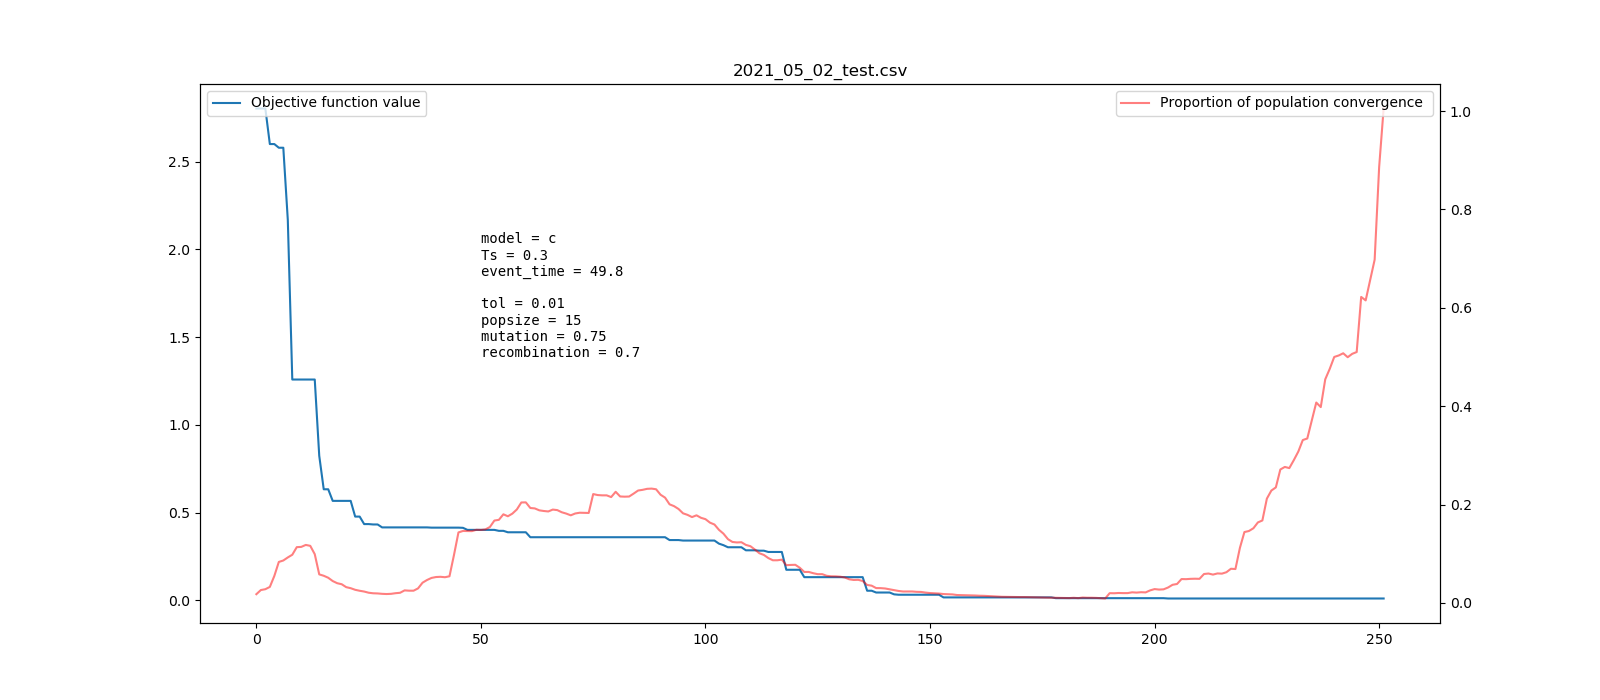 2021_05_02_test.csv
Objective function value
Proportion of population convergence
2.5
2.0
1.5
1.0
0.5
0.0
model = c
Ts = 0.3
event_time = 49.8
tol = 0.01
popsize = 15
mutation = 0.75
recombination = 0.7
1.0
0.8
0.6
0.4
0.2
0.0
0
50
100
150
200
250